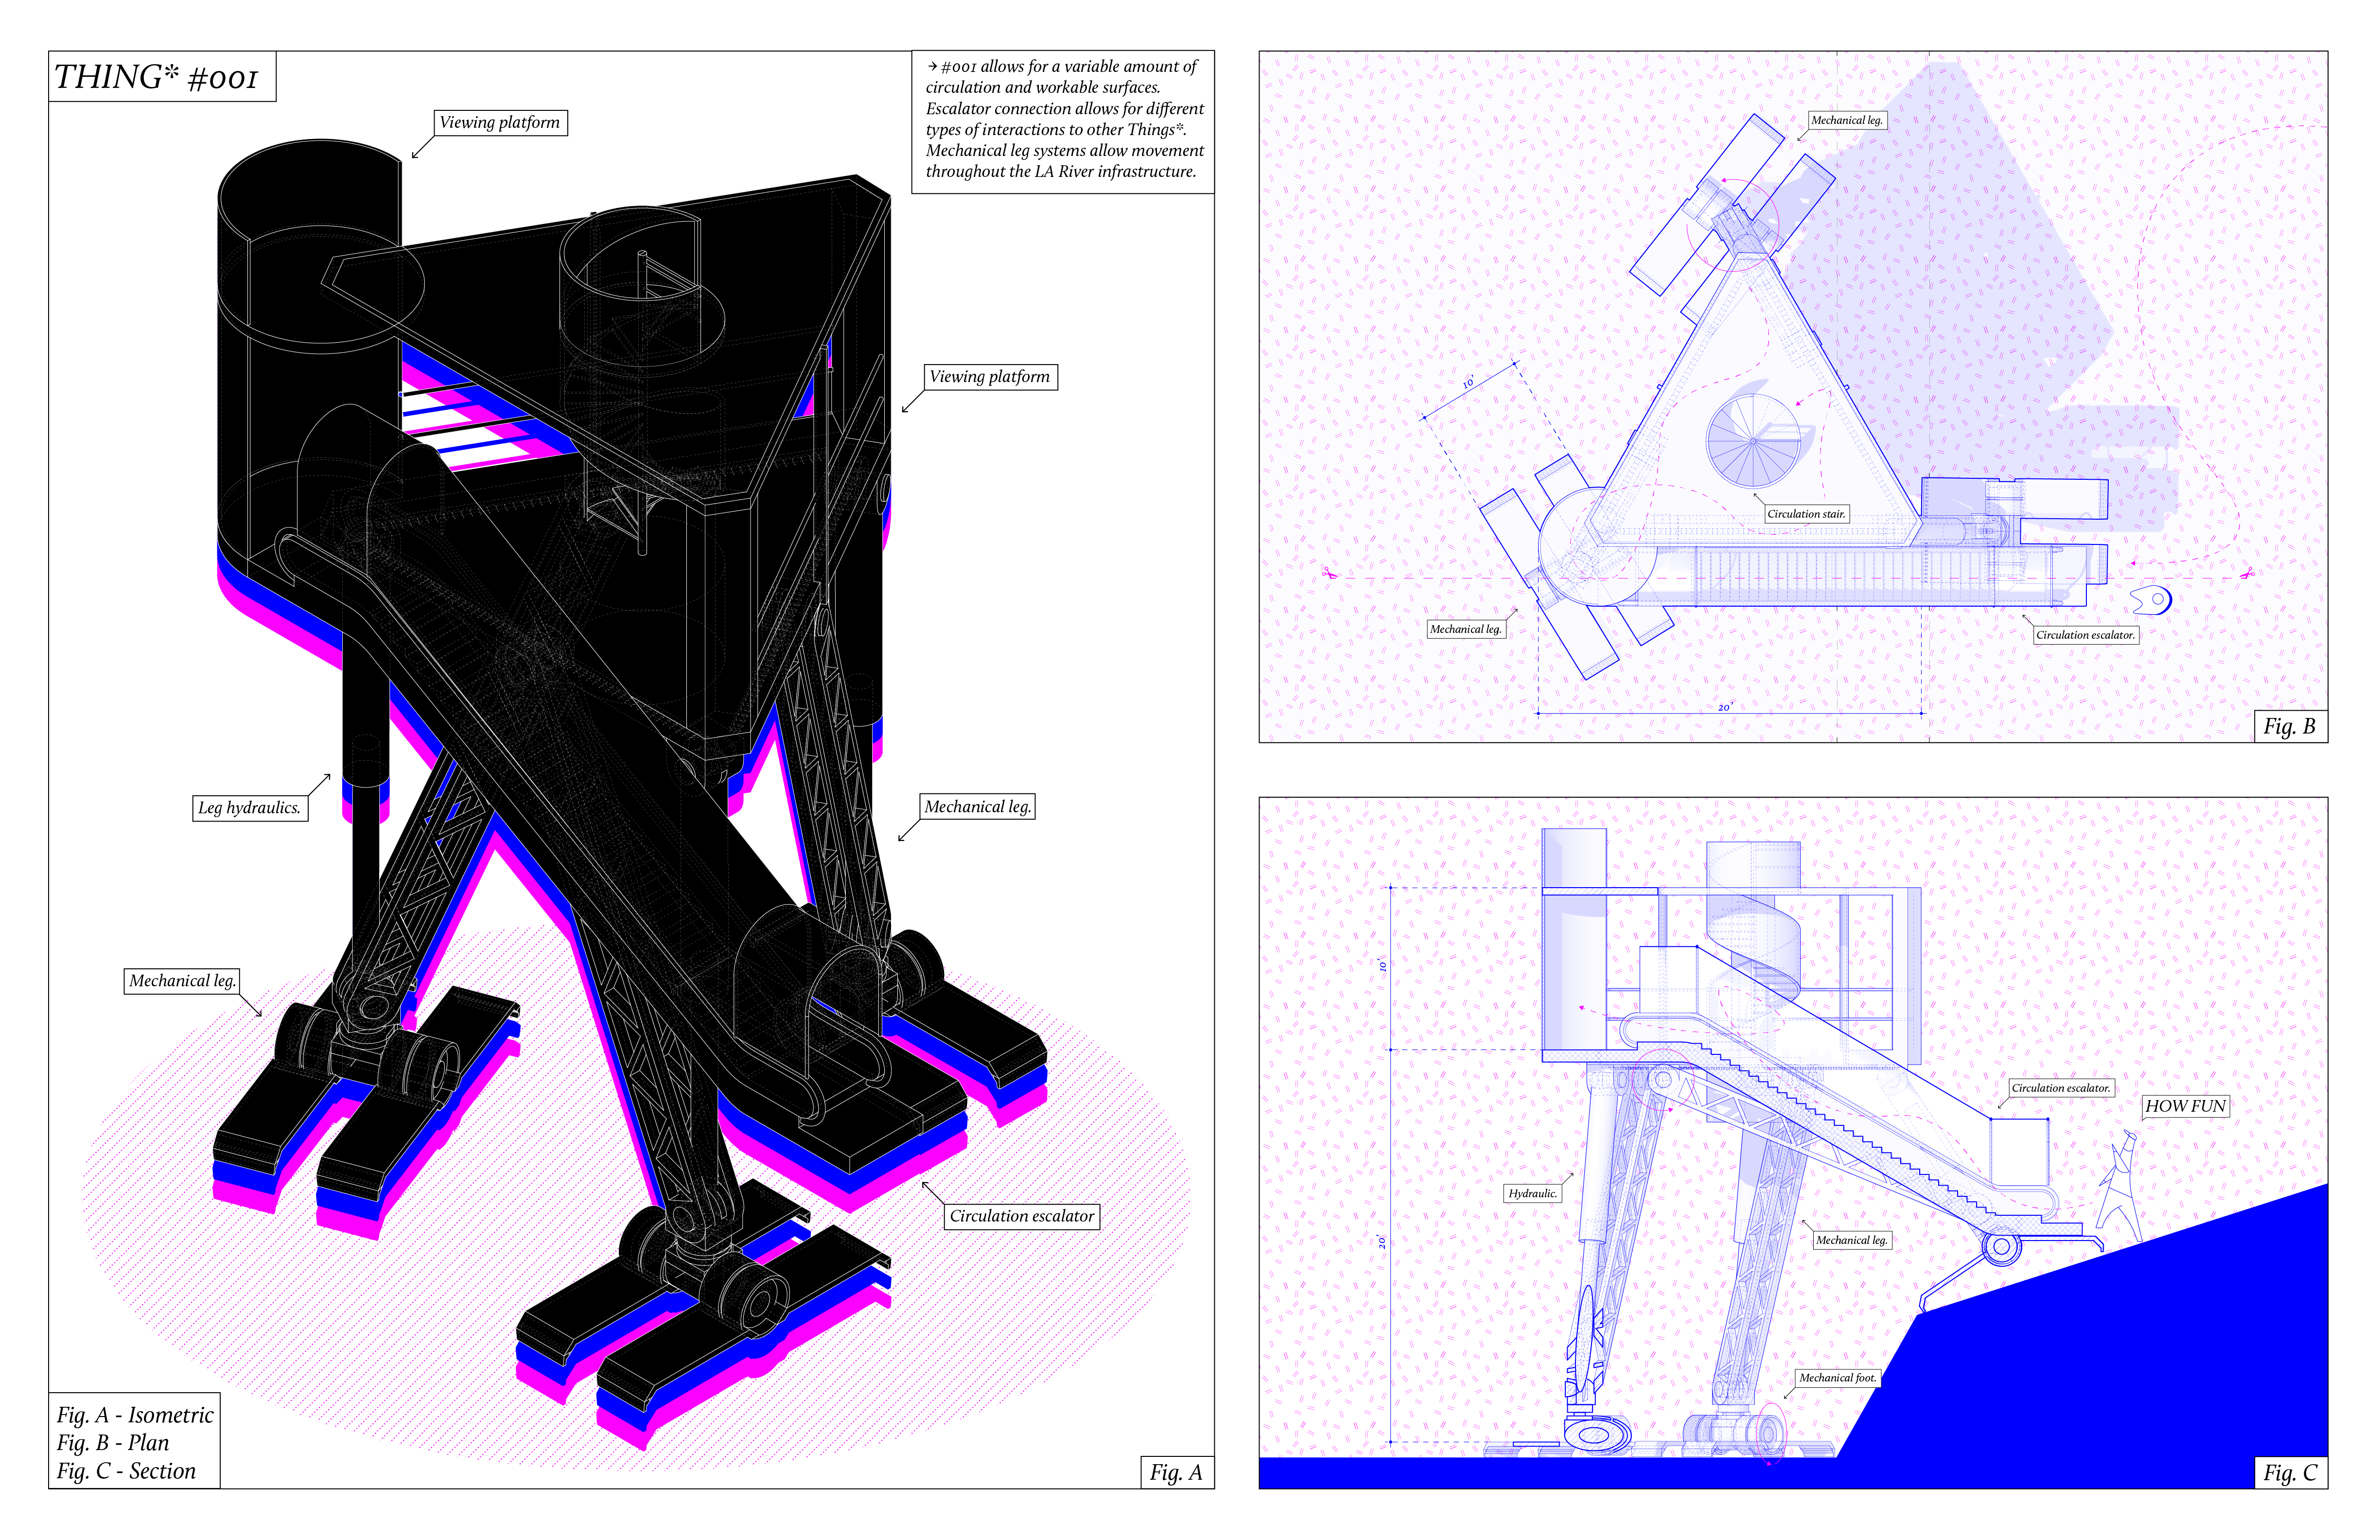 THING* #001
→ #001 allows for a variable amount of
circulation and workable surfaces.
Escalator connection allows for different
types of interactions to other Things*.
Mechanical leg systems allow movement
throughout the LA River infrastructure.
Viewing platform
Viewing platform
Leg hydraulics.
Mechanical leg.
Mechanical leg.
Circulation escalator
Fig. A - Isometric
Fig. B - Plan
Fig. C - Section
Fig. A
Mechanical leg.
10'
Circulation stair.
Mechanical leg.
Circulation escalator.
20'
Fig. B
10'
Circulation escalator.
HOW FUN
Hydraulic.
20'
Mechanical leg.
Mechanical foot.
Fig. C